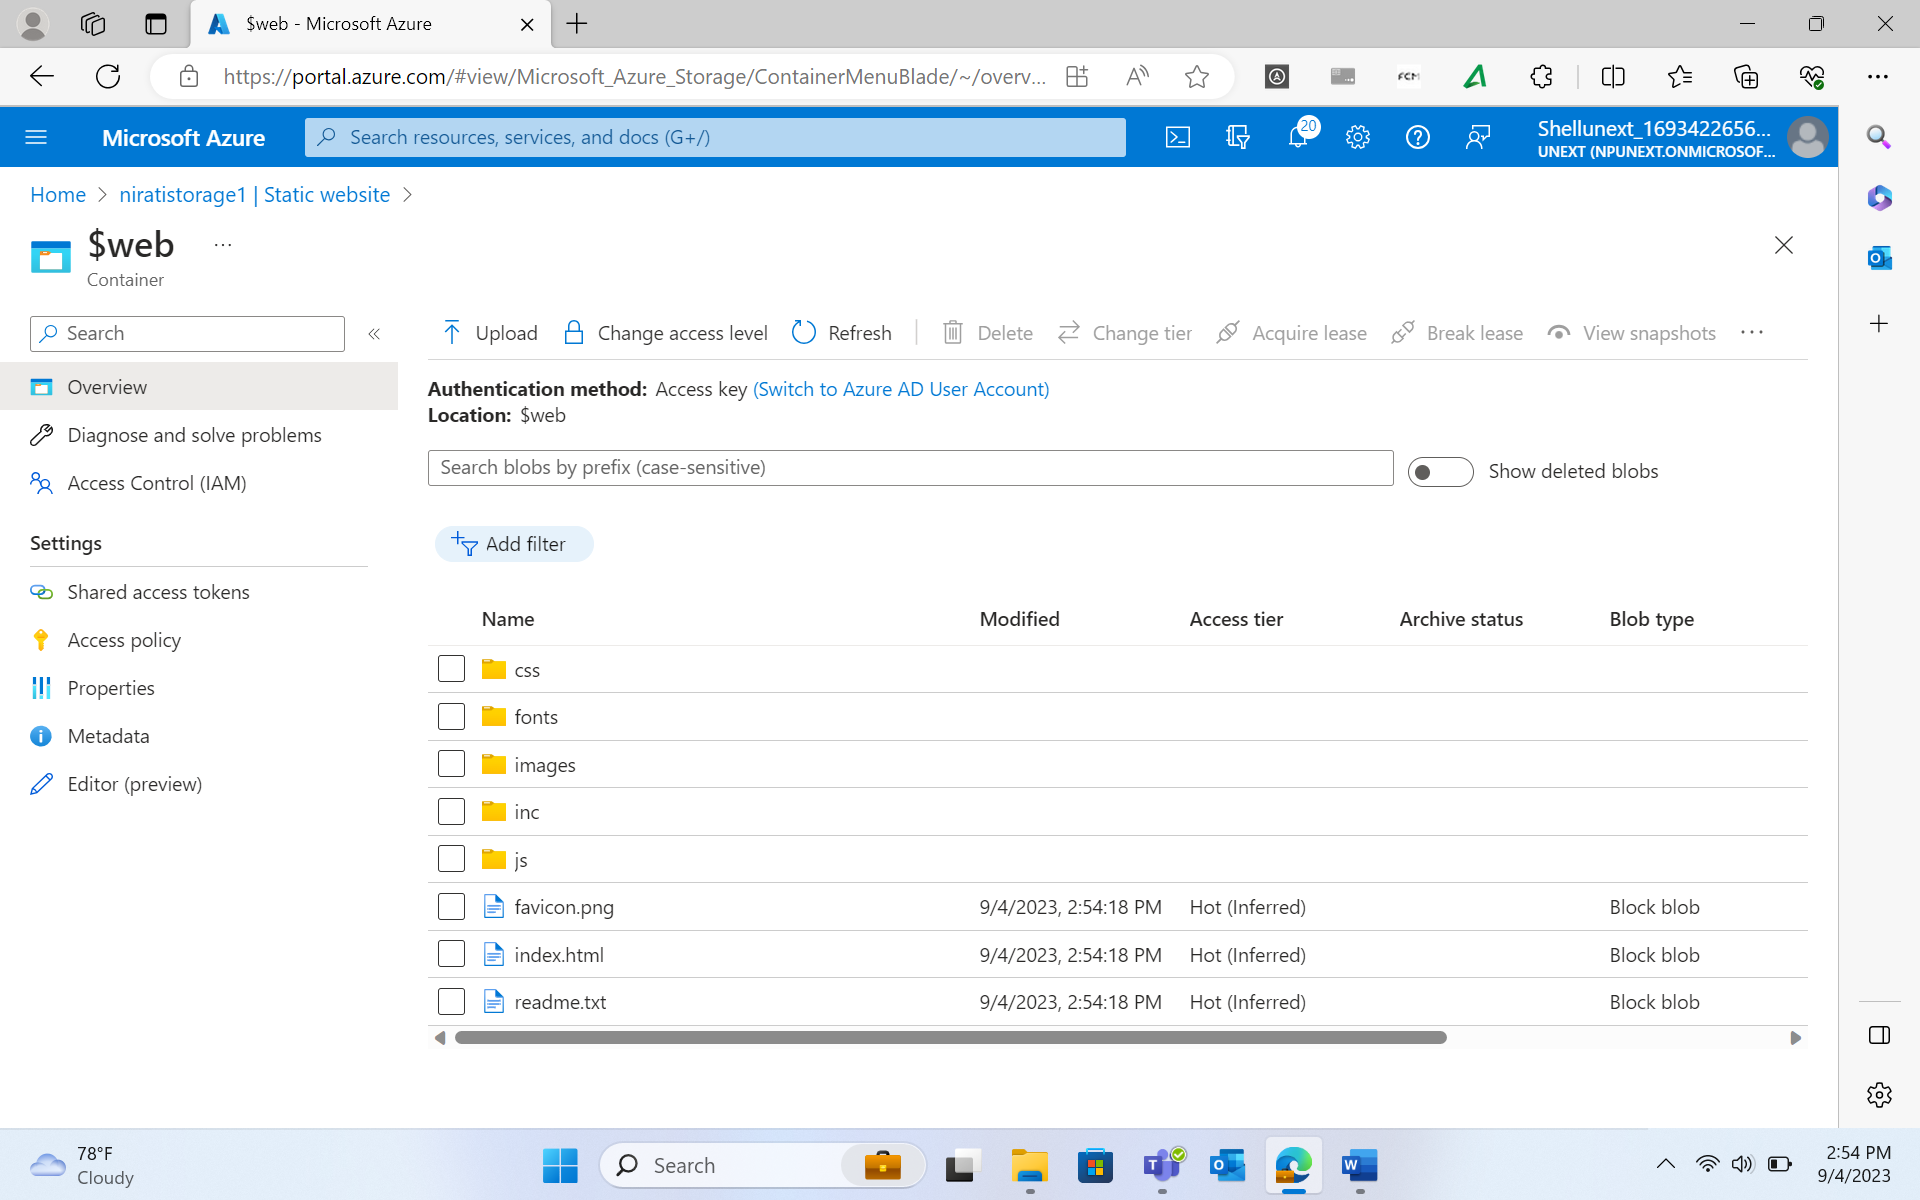 $web - Microsoft Azure
https://portal.azure.com/#view/Microsoft_Azure_Storage/ContainerMenuBlade/~/overv...
FCM
Microsoft Azure
Search resources, services, and docs (G+/)
20
Shellunext_1693422656...
UNEXT (NPUNEXT.ONMICROSOF...
Home > niratistorage1 | Static website >
$web ...
Container
Search
Upload Change access level Refresh Delete Change tier Acquire lease Break lease View snapshots ...
Overview
Diagnose and solve problems
Access Control (IAM)
Settings
Shared access tokens
Access policy
Properties
Metadata
Editor (preview)
Authentication method: Access key (Switch to Azure AD User Account)
Location: $web
Search blobs by prefix (case-sensitive)
Show deleted blobs
Add filter
Name Modified Access tier Archive status Blob type
css
fonts
images
inc
js
favicon.png 9/4/2023, 2:54:18 PM Hot (Inferred) Block blob
index.html 9/4/2023, 2:54:18 PM Hot (Inferred) Block blob
readme.txt 9/4/2023, 2:54:18 PM Hot (Inferred) Block blob
78°F
Cloudy
Search
2:54 PM
9/4/2023